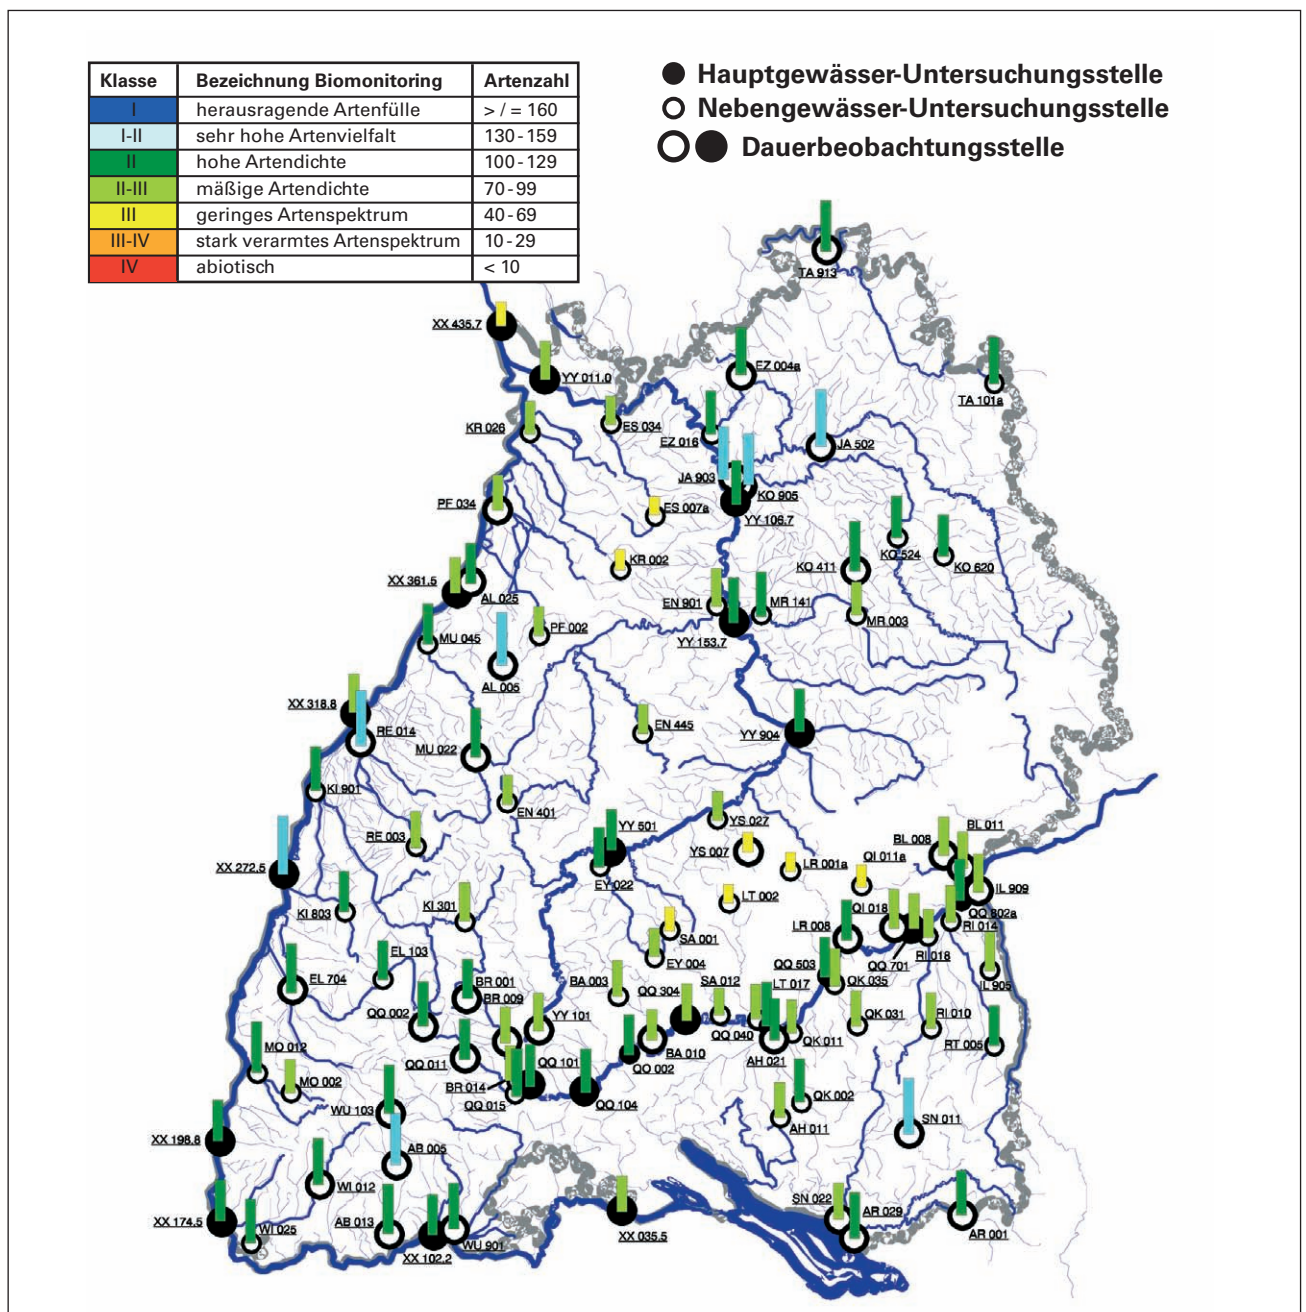 Klasse Bezeichnung Biomonitoring Artenzahl
I herausragende Artenfülle > / = 160
I-II sehr hohe Artenvielfalt 130-159
II hohe Artendichte 100-129
II-III mäßige Artendichte 70-99
III geringes Artenspektrum 40-69
III-IV stark verarmtes Artenspektrum 10-29
IV abiotisch < 10
Hauptgewässer-Untersuchungsstelle
Nebengewässer-Untersuchungsstelle
Dauerbeobachtungsstelle
TA 913
XX 435.7
YY 011.0
EZ 004a
TA 101a
KR 026
ES 034
EZ 016
JA 502
JA 903
KO 905
PF 034
ES 007a
YY 106.7
KO 524
KO 620
KR 002
KO 411
XX 361.5
AL 025
EN 901
MR 141
MR 003
MU 045
PF 002
YY 153.7
AL 005
XX 318.8
RE 014
EN 445
YY 904
MU 022
KI 901
EN 401
YS 027
YY 501
BL 011
RE 003
BL 008
YS 007
LR 001a
QI 011a
XX 272.5
EY 022
IL 909
LT 002
KI 803
KI 301
QI 018
QQ 802a
LR 008
RI 014
SA 001
RI 018
EL 103
EY 004
QQ 701
QQ 503
EL 704
BR 001
BA 003
SA 012
LT 017
QK 035
IL 905
BR 009
QQ 304
QQ 002
YY 101
QK 031
RI 010
QQ 040
QK 011
MO 012
RT 005
BA 010
AH 021
QQ 011
QQ 101
QO 002
MO 002
BR 014
QQ 015
QQ 104
QK 002
WU 103
AH 011
SN 011
XX 198.8
AB 005
WI 012
SN 022
AR 029
XX 174.5
WI 025
AB 013
WU 901
XX 102.2
XX 035.5
AR 001